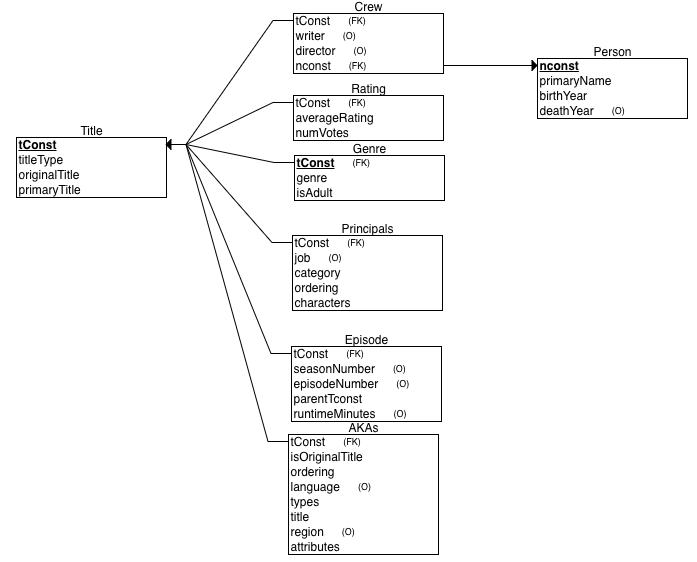 Title
tConst
titleType
originalTitle
primaryTitle
Crew
tConst (FK)
writer (O)
director (O)
nconst (FK)
Person
nconst
primaryName
birthYear
deathYear (O)
Rating
tConst (FK)
averageRating
numVotes
Genre
tConst (FK)
genre
isAdult
Principals
tConst (FK)
job (O)
category
ordering
characters
Episode
tConst (FK)
seasonNumber (O)
episodeNumber (O)
parentTconst
runtimeMinutes (O)
AKAs
tConst (FK)
isOriginalTitle
ordering
language (O)
types
title
region (O)
attributes